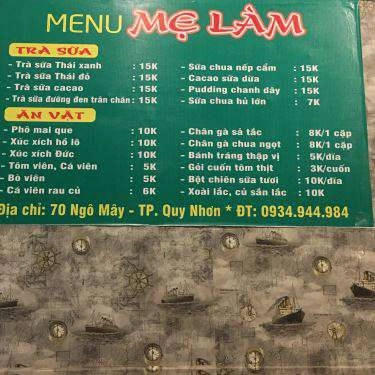 MENU MẸ LÀM
TRÀ SỮA
- Trà sữa Thái xanh : 15K
- Trà sữa Thái đỏ : 15K
- Trà sữa cacao : 15K
- Trà sữa đường đen trân châu : 15K
- Sữa chua nếp cẩm : 15K
- Cacao sữa dừa : 15K
- Pudding chanh dây : 15K
- Sữa chua hủ lớn : 7K
ĂN VẶT
- Phô mai que : 10K
- Xúc xích hồ lô : 10K
- Xúc xích Đức : 10K
- Tôm viên, Cá viên : 5K
- Bò viên : 5K
- Cá viên rau củ : 6K
- Chân gà sả tắc : 8K/1 cặp
- Chân gà chua ngọt : 8K/1 cặp
- Bánh tráng thập vị : 5K/dĩa
- Gỏi cuốn tôm thịt : 3K/cuốn
- Bột chiên sữa tươi : 10K/dĩa
- Xoài lắc, củ sắn lắc : 10K
Địa chỉ: 70 Ngô Mây - TP. Quy Nhơn * ĐT: 0934.944.984